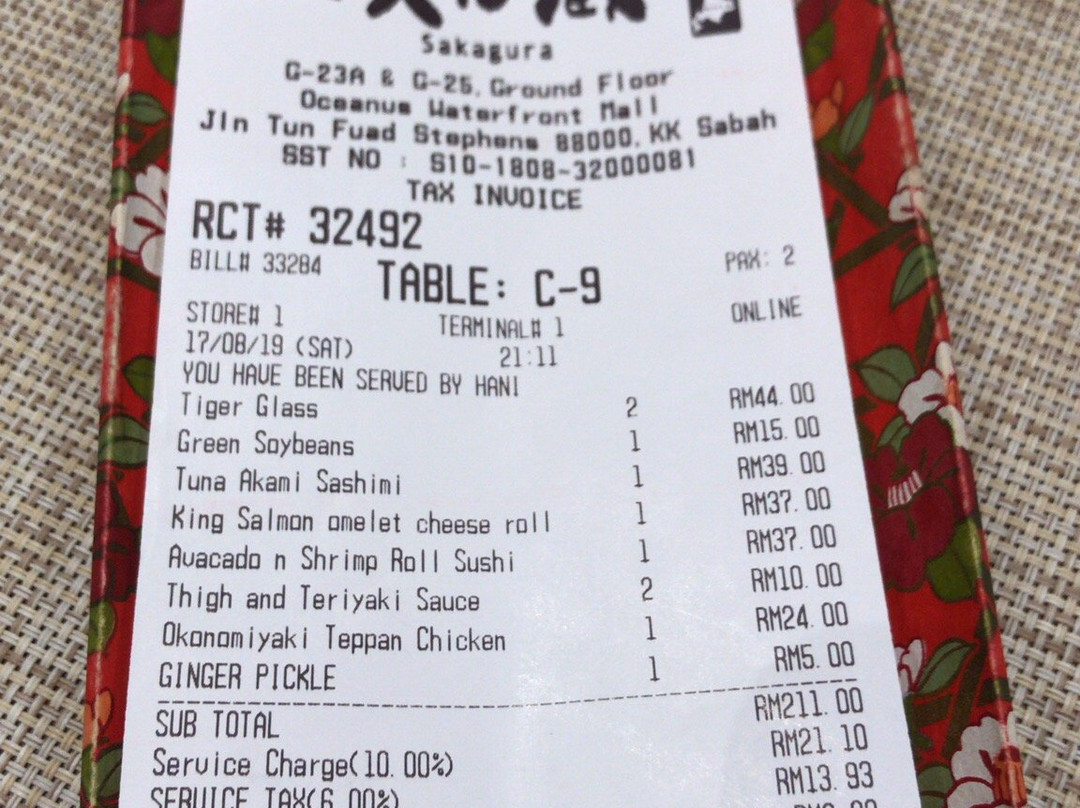 Sakagura
G-23A & G-25, Ground Floor
Oceanus Waterfront Mall
Jln Tun Fuad Stephens 88000, KK Sabah
SST NO : S10-1808-32000081
TAX INVOICE
RCT# 32492
BILL# 33284 TABLE: C-9 PAX: 2
STORE# 1 TERMINAL# 1 ONLINE
17/08/19 (SAT) 21:11
YOU HAVE BEEN SERVED BY HANI
Tiger Glass 2 RM44.00
Green Soybeans 1 RM15.00
Tuna Akami Sashimi 1 RM39.00
King Salmon omelet cheese roll 1 RM37.00
Avacado n Shrimp Roll Sushi 1 RM37.00
Thigh and Teriyaki Sauce 2 RM10.00
Okonomiyaki Teppan Chicken 1 RM24.00
GINGER PICKLE 1 RM5.00
SUB TOTAL RM211.00
Service Charge(10.00%) RM21.10
SERVICE TAX(6.00%) RM13.93